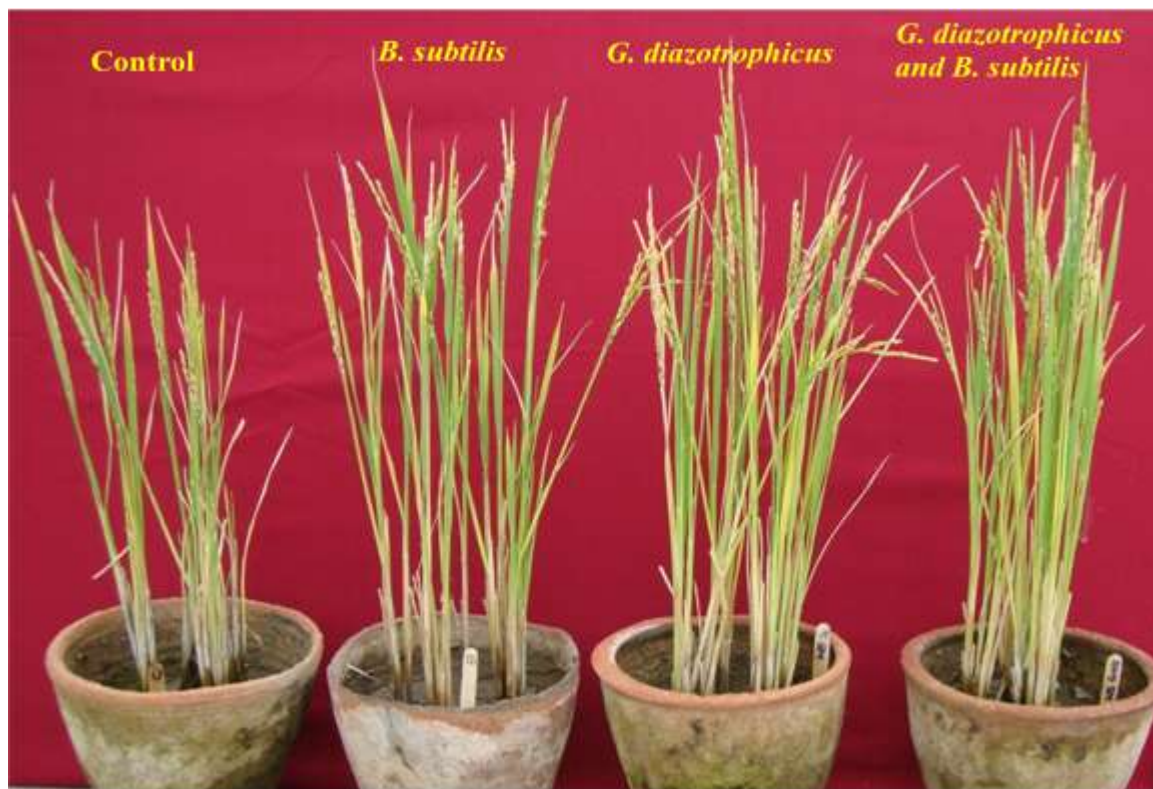 Control
B. subtilis
G. diazotrophicus
G. diazotrophicus
and B. subtilis